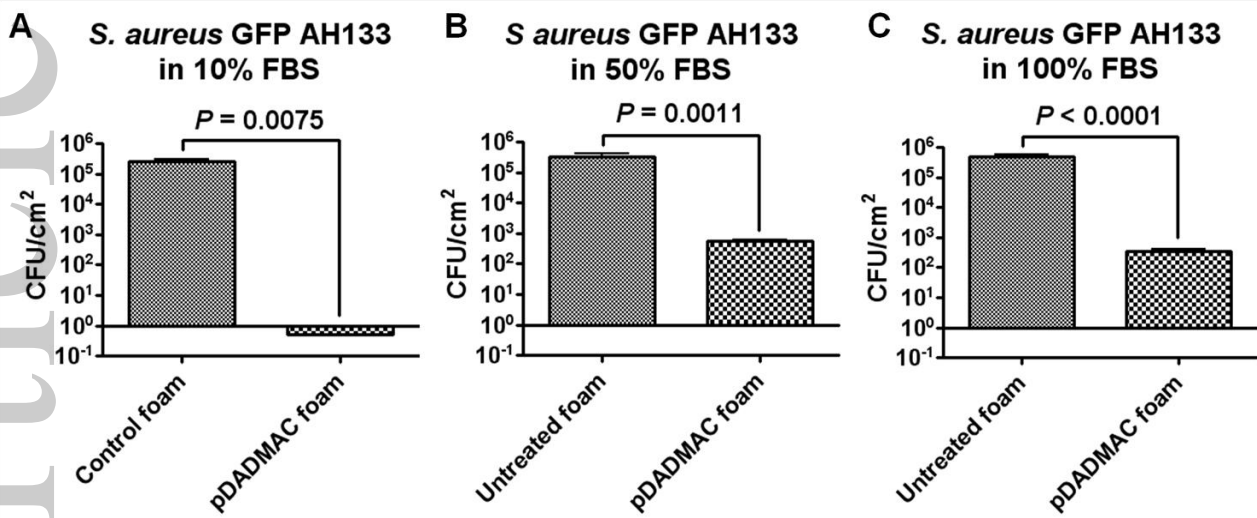 A
S. aureus GFP AH133
in 10% FBS
P = 0.0075
CFU/cm²
10⁶
10⁵
10⁴
10³
10²
10¹
10⁰
10⁻¹
Control foam
pDADMAC foam
B
S aureus GFP AH133
in 50% FBS
P = 0.0011
CFU/cm²
10⁶
10⁵
10⁴
10³
10²
10¹
10⁰
10⁻¹
Untreated foam
pDADMAC foam
C
S. aureus GFP AH133
in 100% FBS
P < 0.0001
CFU/cm²
10⁶
10⁵
10⁴
10³
10²
10¹
10⁰
10⁻¹
Untreated foam
pDADMAC foam